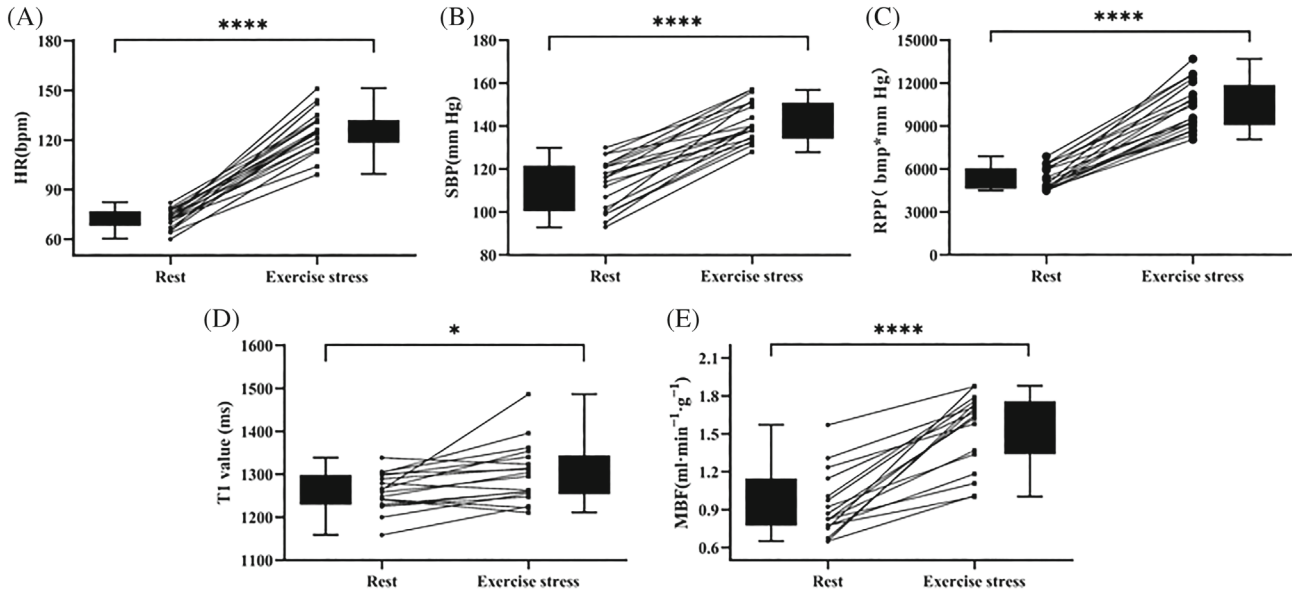 (A)
****
180
150
120
90
60
HR(bpm)
Rest
Exercise stress
(B)
****
180
160
140
120
100
80
SBP(mm Hg)
Rest
Exercise stress
(C)
****
15000
12000
9000
6000
3000
0
RPP( bmp*mm Hg)
Rest
Exercise stress
(D)
*
1600
1500
1400
1300
1200
1100
T1 value (ms)
Rest
Exercise stress
(E)
****
2.1
1.8
1.5
1.2
0.9
0.6
MBF(ml·min⁻¹·g⁻¹)
Rest
Exercise stress